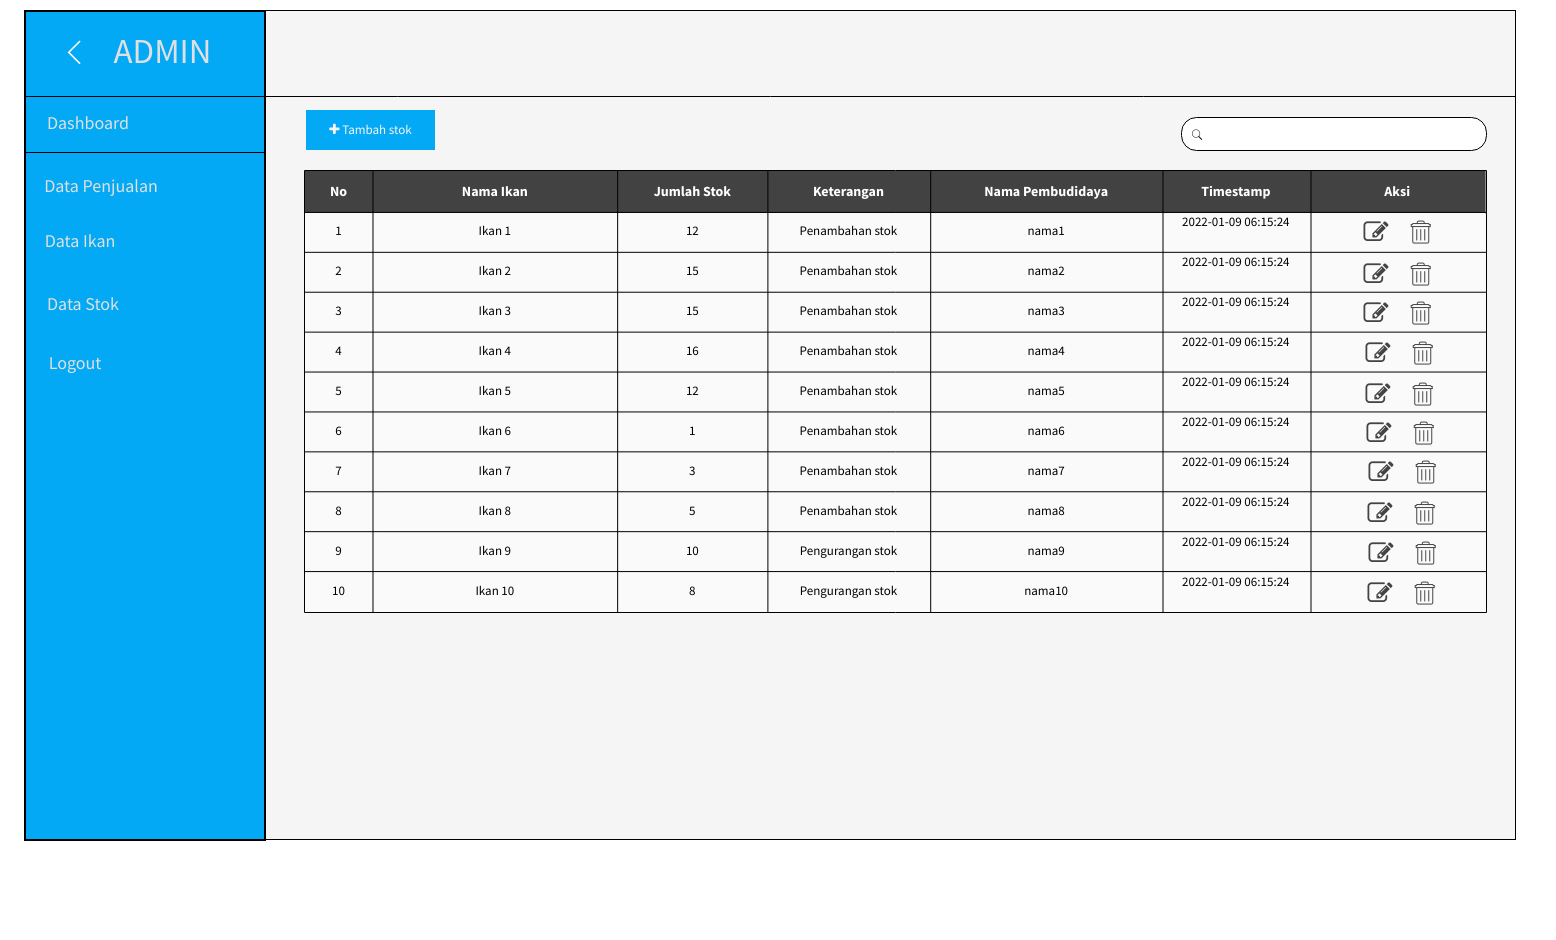 ADMIN
Dashboard
Data Penjualan
Data Ikan
Data Stok
Logout
Tambah stok
No Nama Ikan Jumlah Stok Keterangan Nama Pembudidaya Timestamp Aksi
1 Ikan 1 12 Penambahan stok nama1 2022-01-09 06:15:24
2 Ikan 2 15 Penambahan stok nama2 2022-01-09 06:15:24
3 Ikan 3 15 Penambahan stok nama3 2022-01-09 06:15:24
4 Ikan 4 16 Penambahan stok nama4 2022-01-09 06:15:24
5 Ikan 5 12 Penambahan stok nama5 2022-01-09 06:15:24
6 Ikan 6 1 Penambahan stok nama6 2022-01-09 06:15:24
7 Ikan 7 3 Penambahan stok nama7 2022-01-09 06:15:24
8 Ikan 8 5 Penambahan stok nama8 2022-01-09 06:15:24
9 Ikan 9 10 Pengurangan stok nama9 2022-01-09 06:15:24
10 Ikan 10 8 Pengurangan stok nama10 2022-01-09 06:15:24